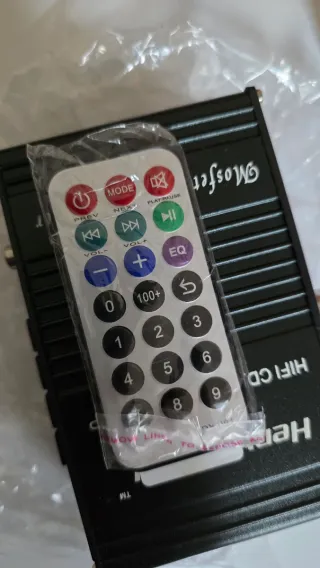 MODE
PREV NEXT PLAY/PAUSE
VOL- VOL+
EQ
0 100+
1 2 3
4 5 6
8 9
Mosfet
HIFI CD
TM